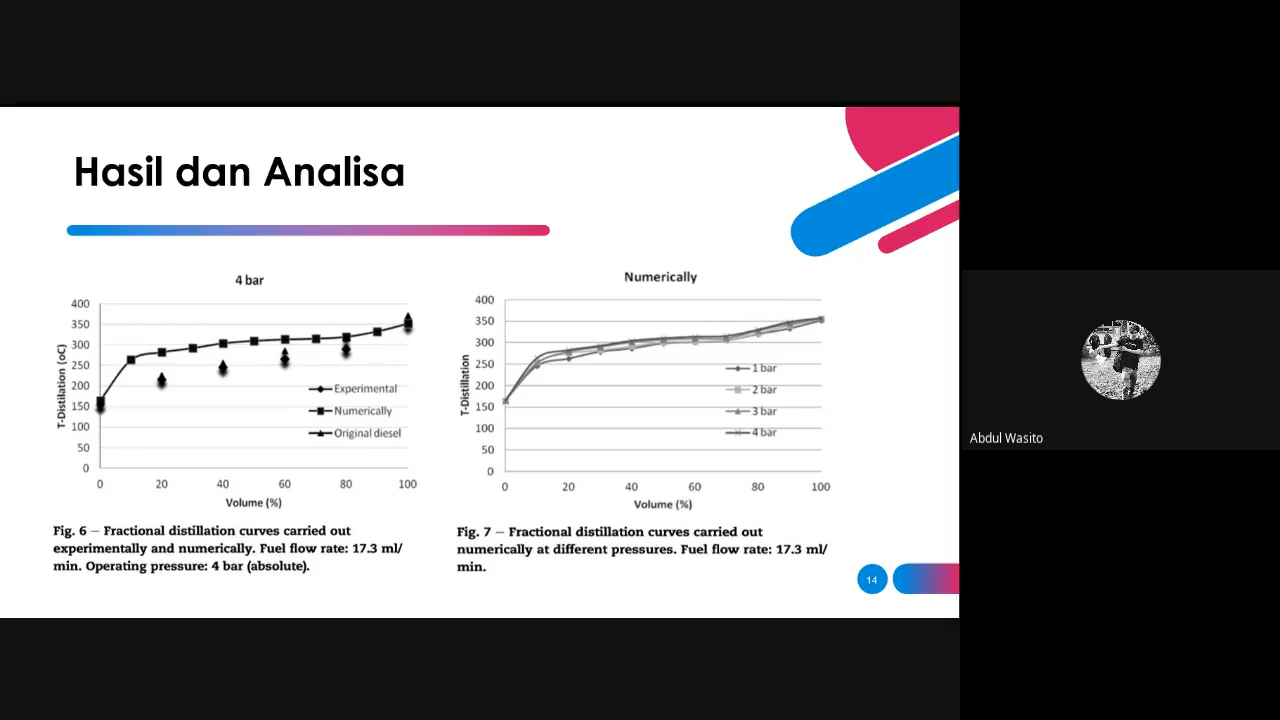 Hasil dan Analisa
4 bar
400
350
300
250
200
150
100
50
0
T-Distilation (oC)
0 20 40 60 80 100
Volume (%)
Experimental
Numerically
Original diesel
Fig. 6 – Fractional distillation curves carried out
experimentally and numerically. Fuel flow rate: 17.3 ml/
min. Operating pressure: 4 bar (absolute).
Numerically
400
350
300
250
200
150
100
50
0
T-Distillation
0 20 40 60 80 100
Volume (%)
1 bar
2 bar
3 bar
4 bar
Fig. 7 – Fractional distillation curves carried out
numerically at different pressures. Fuel flow rate: 17.3 ml/
min.
14
Abdul Wasito